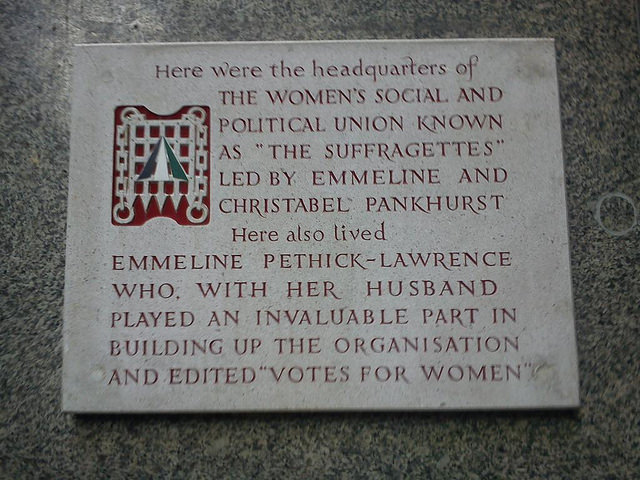 Here were the headquarters of
THE WOMEN'S SOCIAL AND
POLITICAL UNION KNOWN
AS "THE SUFFRAGETTES"
LED BY EMMELINE AND
CHRISTABEL PANKHURST
Here also lived
EMMELINE PETHICK-LAWRENCE
WHO, WITH HER HUSBAND
PLAYED AN INVALUABLE PART IN
BUILDING UP THE ORGANISATION
AND EDITED "VOTES FOR WOMEN"